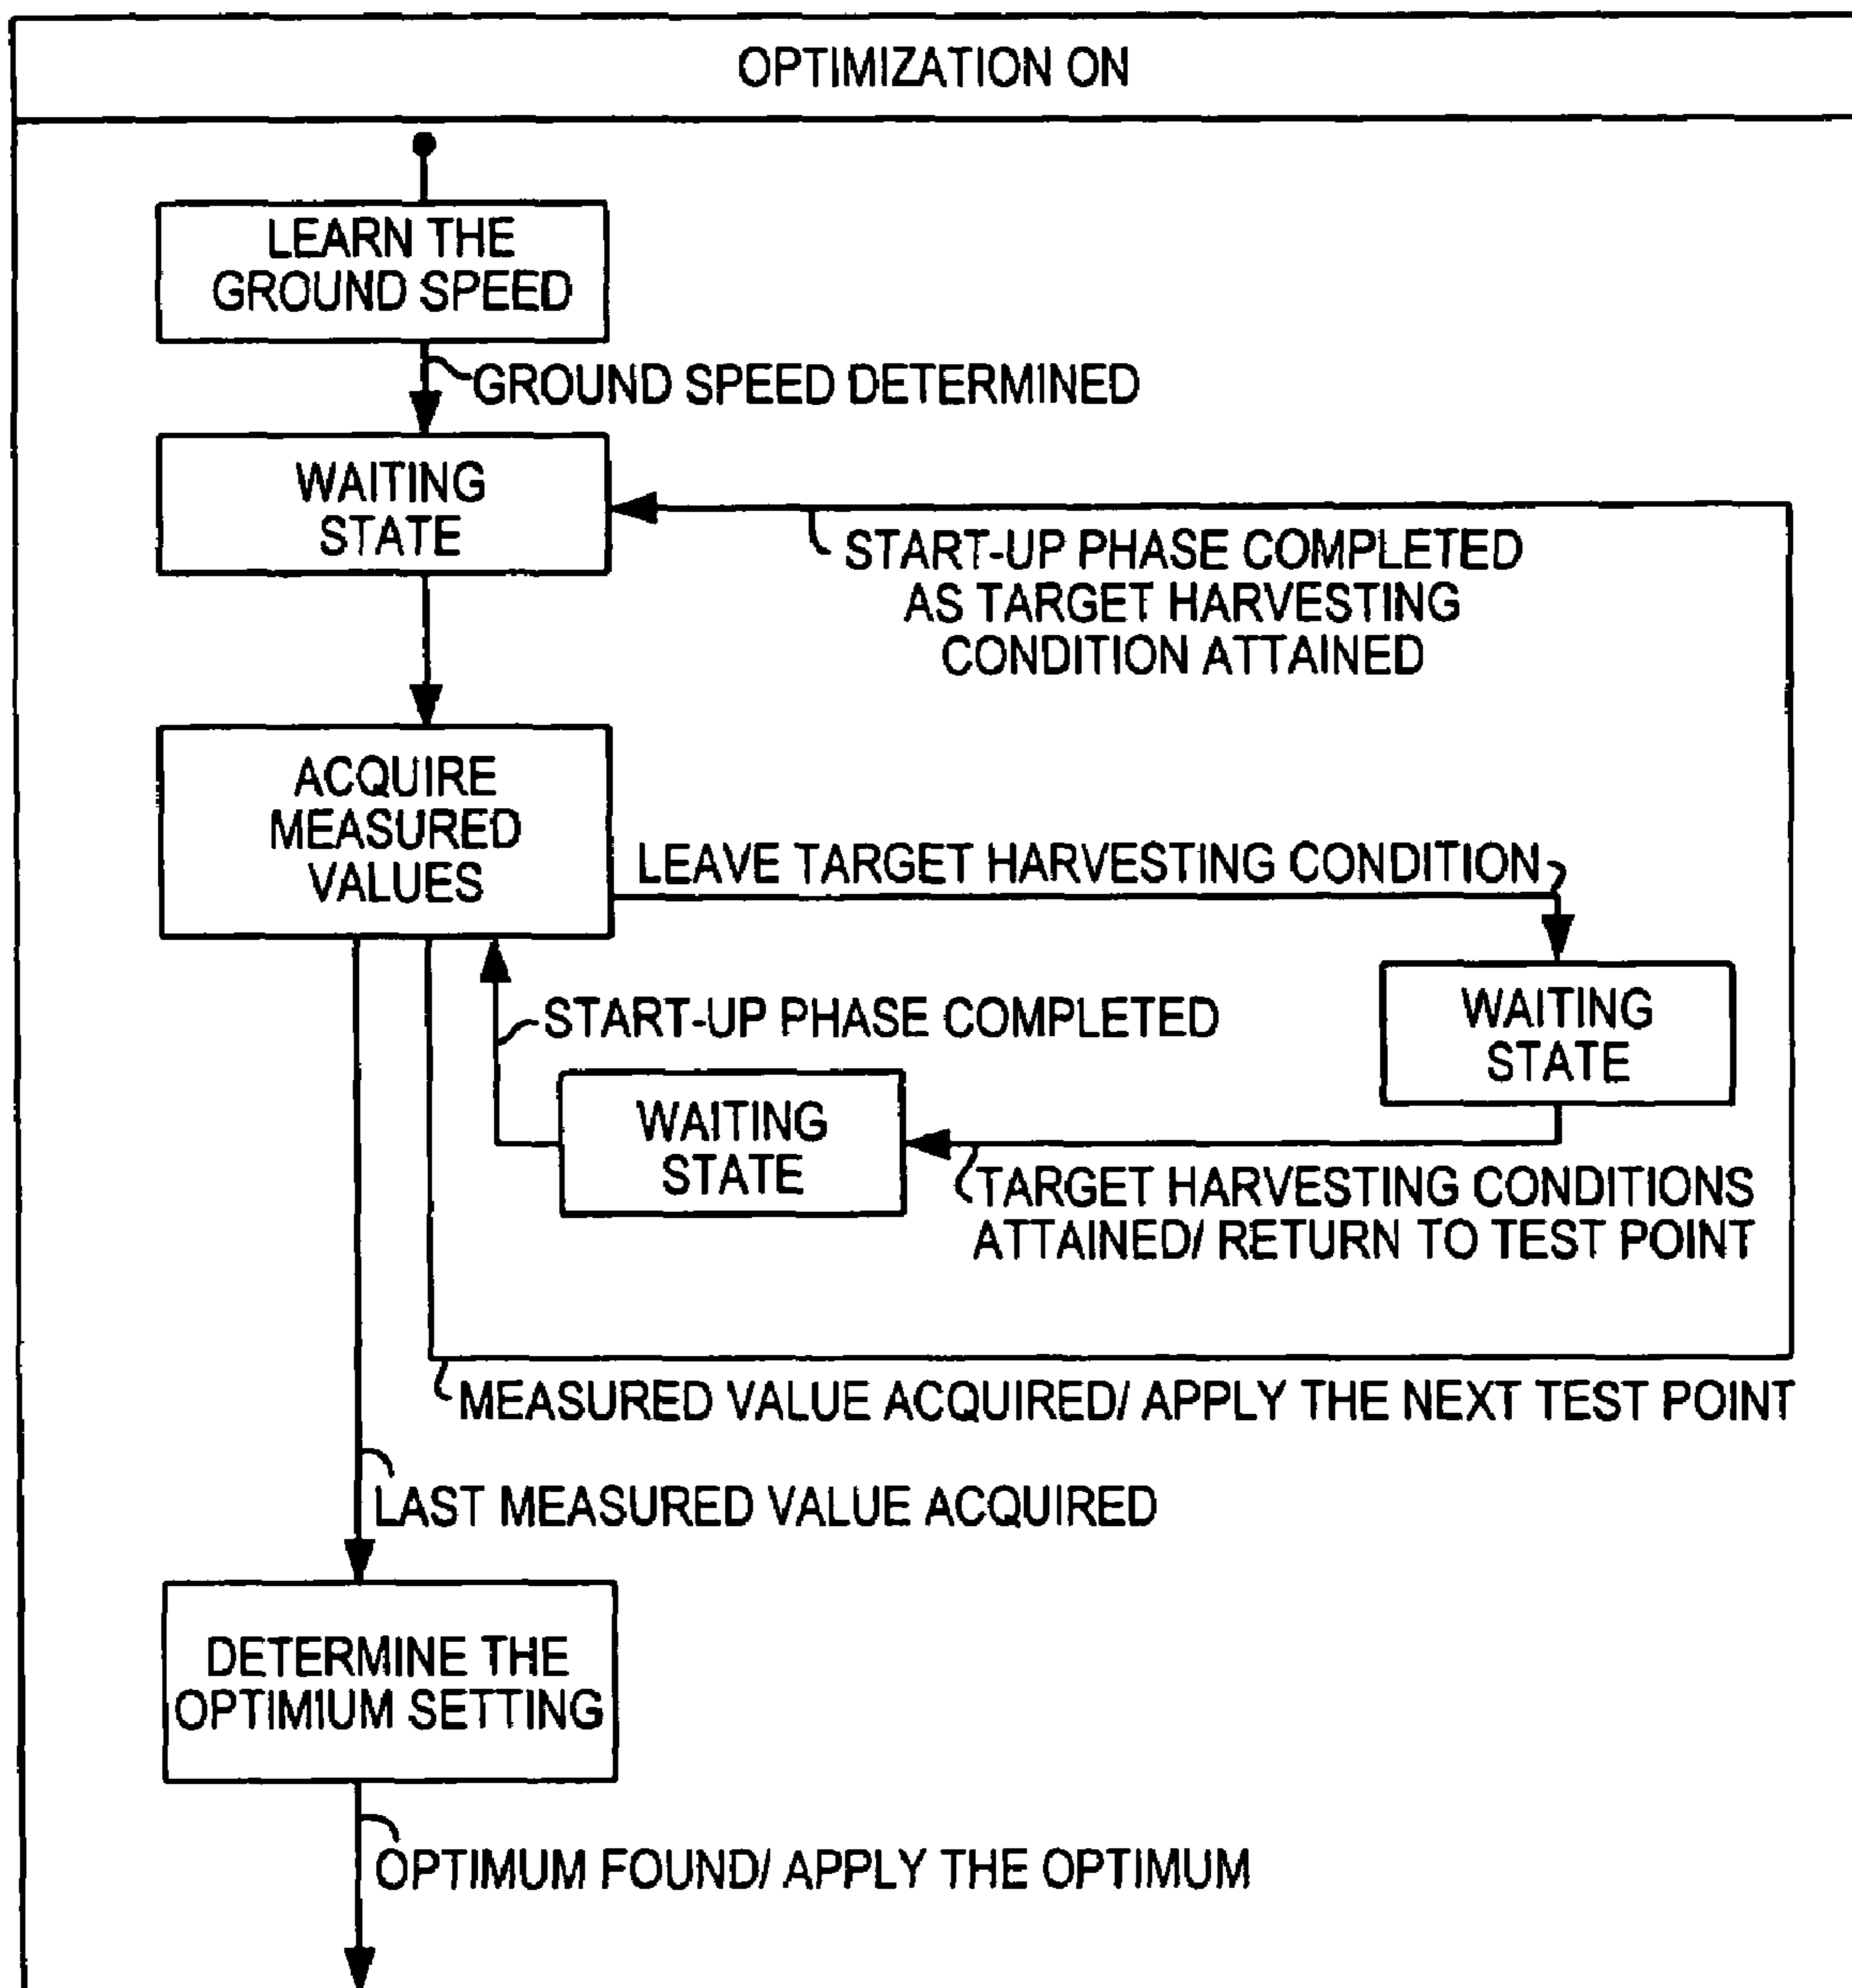 OPTIMIZATION ON
LEARN THE
GROUND SPEED
GROUND SPEED DETERMINED
WAITING
STATE
START-UP PHASE COMPLETED
AS TARGET HARVESTING
CONDITION ATTAINED
ACQUIRE
MEASURED
VALUES
LEAVE TARGET HARVESTING CONDITION
WAITING
STATE
START-UP PHASE COMPLETED
WAITING
STATE
TARGET HARVESTING CONDITIONS
ATTAINED/ RETURN TO TEST POINT
MEASURED VALUE ACQUIRED/ APPLY THE NEXT TEST POINT
LAST MEASURED VALUE ACQUIRED
DETERMINE THE
OPTIMIUM SETTING
OPTIMUM FOUND/ APPLY THE OPTIMUM